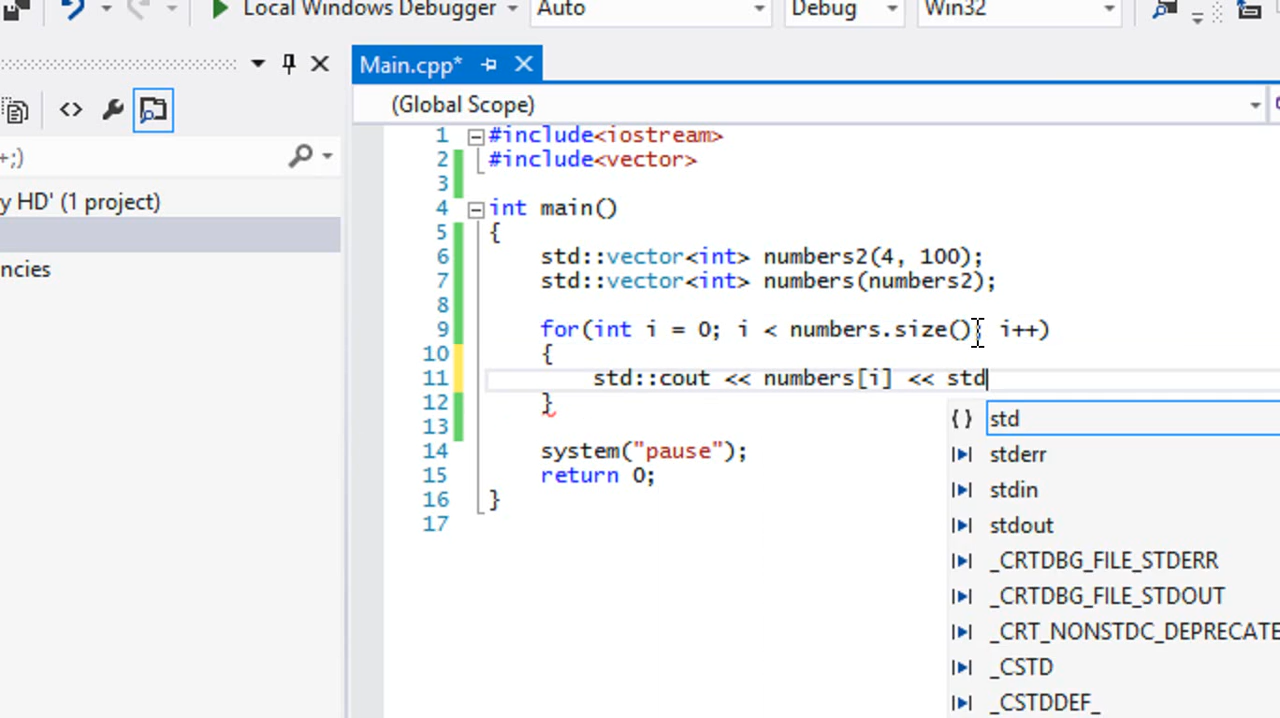 Local Windows Debugger Auto Debug Win32
Main.cpp*
(Global Scope)
+;)
y HD' (1 project)
ncies
1 #include<iostream>
2 #include<vector>
3
4 int main()
5 {
6 std::vector<int> numbers2(4, 100);
7 std::vector<int> numbers(numbers2);
8
9 for(int i = 0; i < numbers.size(); i++)
10 {
11 std::cout << numbers[i] << std
12 }
13
14 system("pause");
15 return 0;
16 }
17
{} std
stderr
stdin
stdout
_CRTDBG_FILE_STDERR
_CRTDBG_FILE_STDOUT
_CRT_NONSTDC_DEPRECATE
_CSTD
_CSTDDEF_